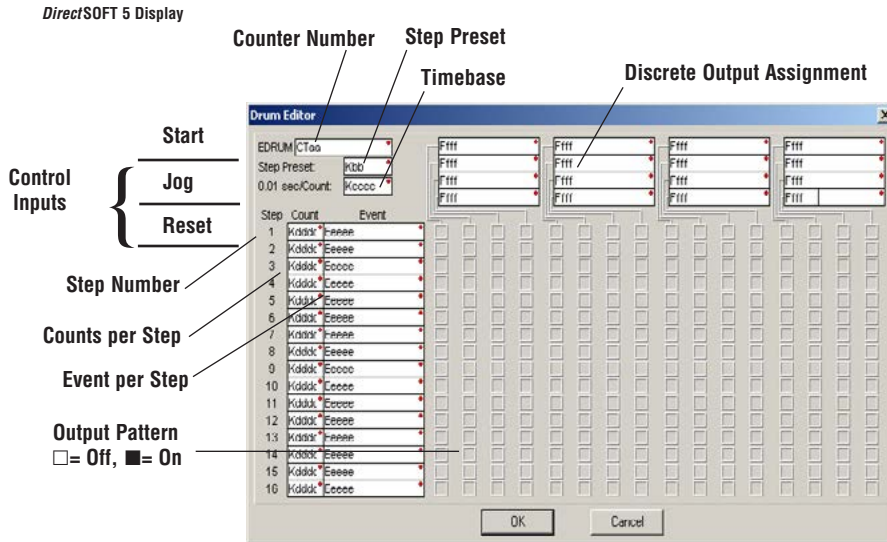 DirectSOFT 5 Display
Counter Number
Step Preset
Timebase
Discrete Output Assignment
Drum Editor
Start
Jog
Reset
Control
Inputs
EDRUM CTaa
Step Preset: Kbb
0.01 sec/Count: Kcccc
Ffff Ffff Ffff Ffff
Ffff Ffff Ffff Ffff
Ffff Ffff Ffff Ffff
Ffff Ffff Ffff Ffff
Step Count Event
1 Kdddd Eeeee
2 Kdddd Eeeee
3 Kdddd Eeeee
4 Kdddd Eeeee
5 Kdddd Eeeee
6 Kdddd Eeeee
7 Kdddd Eeeee
8 Kdddd Eeeee
9 Kdddd Eeeee
10 Kdddd Eeeee
11 Kdddd Eeeee
12 Kdddd Eeeee
13 Kdddd Eeeee
14 Kdddd Eeeee
15 Kdddd Eeeee
16 Kdddd Eeeee
Step Number
Counts per Step
Event per Step
Output Pattern
□= Off, ■= On
OK Cancel